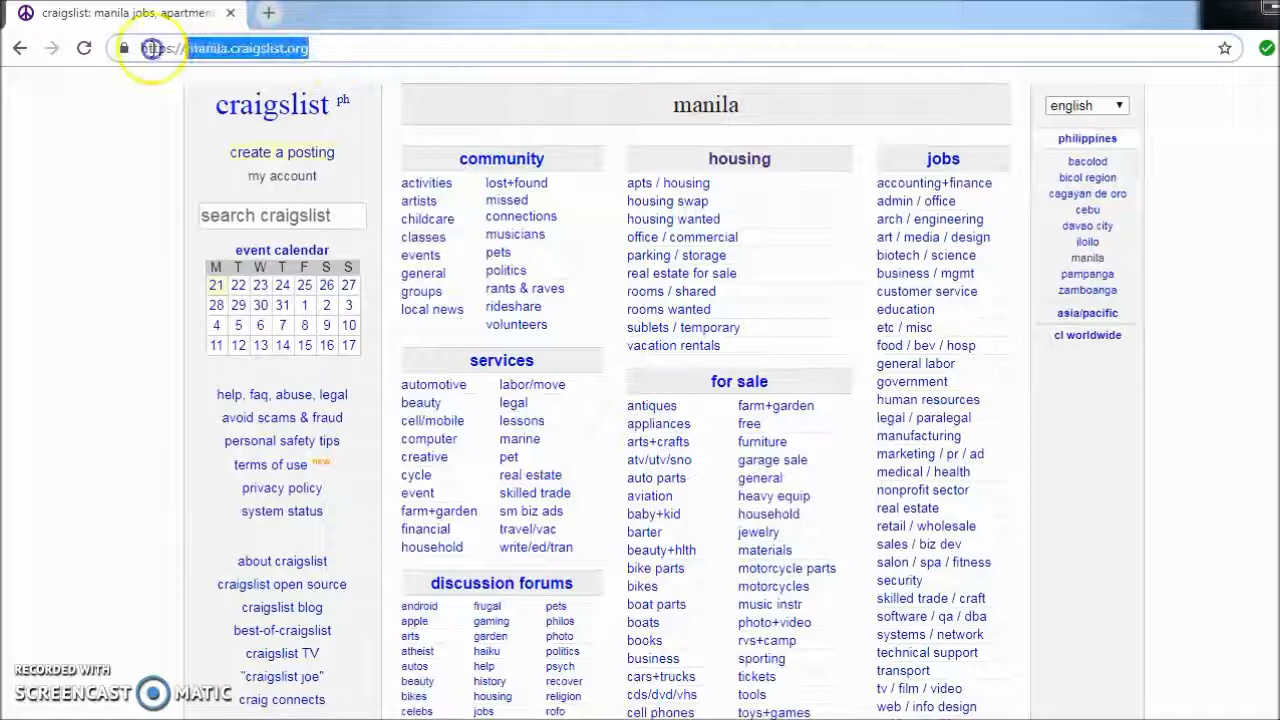 craigslist: manila jobs, apartment
https://manila.craigslist.org
craigslist ph
create a posting
my account
search craigslist
event calendar
M T W T F S S
21 22 23 24 25 26 27
28 29 30 31 1 2 3
4 5 6 7 8 9 10
11 12 13 14 15 16 17
help, faq, abuse, legal
avoid scams & fraud
personal safety tips
terms of use new
privacy policy
system status
about craigslist
craigslist open source
craigslist blog
best-of-craigslist
craigslist TV
"craigslist joe"
craig connects
manila
community
activities
artists
childcare
classes
events
general
groups
local news
lost+found
missed
connections
musicians
pets
politics
rants & raves
rideshare
volunteers
services
automotive
beauty
cell/mobile
computer
creative
cycle
event
farm+garden
financial
household
labor/move
legal
lessons
marine
pet
real estate
skilled trade
sm biz ads
travel/vac
write/ed/tran
discussion forums
android
apple
arts
atheist
autos
beauty
bikes
celebs
frugal
gaming
garden
haiku
help
history
housing
jobs
pets
philos
photo
politics
psych
recover
religion
rofo
housing
apts / housing
housing swap
housing wanted
office / commercial
parking / storage
real estate for sale
rooms / shared
rooms wanted
sublets / temporary
vacation rentals
for sale
antiques
appliances
arts+crafts
atv/utv/sno
auto parts
aviation
baby+kid
barter
beauty+hlth
bike parts
bikes
boat parts
boats
books
business
cars+trucks
cds/dvd/vhs
cell phones
farm+garden
free
furniture
garage sale
general
heavy equip
household
jewelry
materials
motorcycle parts
motorcycles
music instr
photo+video
rvs+camp
sporting
tickets
tools
toys+games
jobs
accounting+finance
admin / office
arch / engineering
art / media / design
biotech / science
business / mgmt
customer service
education
etc / misc
food / bev / hosp
general labor
government
human resources
legal / paralegal
manufacturing
marketing / pr / ad
medical / health
nonprofit sector
real estate
retail / wholesale
sales / biz dev
salon / spa / fitness
security
skilled trade / craft
software / qa / dba
systems / network
technical support
transport
tv / film / video
web / info design
english
philippines
bacolod
bicol region
cagayan de oro
cebu
davao city
iloilo
manila
pampanga
zamboanga
asia/pacific
cl worldwide
RECORDED WITH
SCREENCAST MATIC